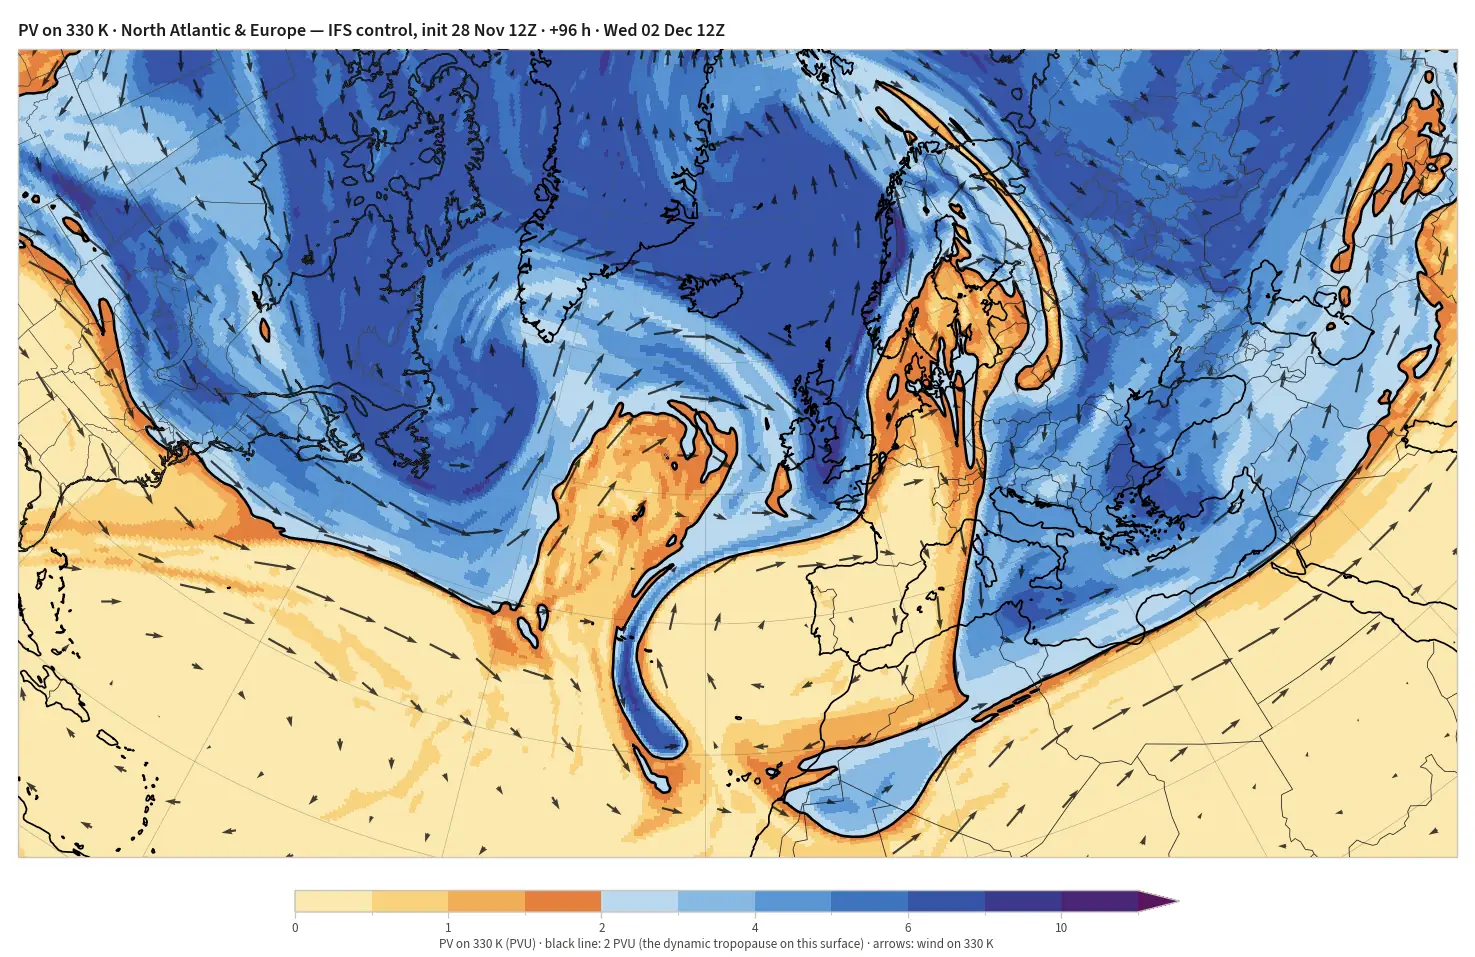 PV on 330 K · North Atlantic & Europe — IFS control, init 28 Nov 12Z · +96 h · Wed 02 Dec 12Z
0 1 2 4 6 10
PV on 330 K (PVU) · black line: 2 PVU (the dynamic tropopause on this surface) · arrows: wind on 330 K